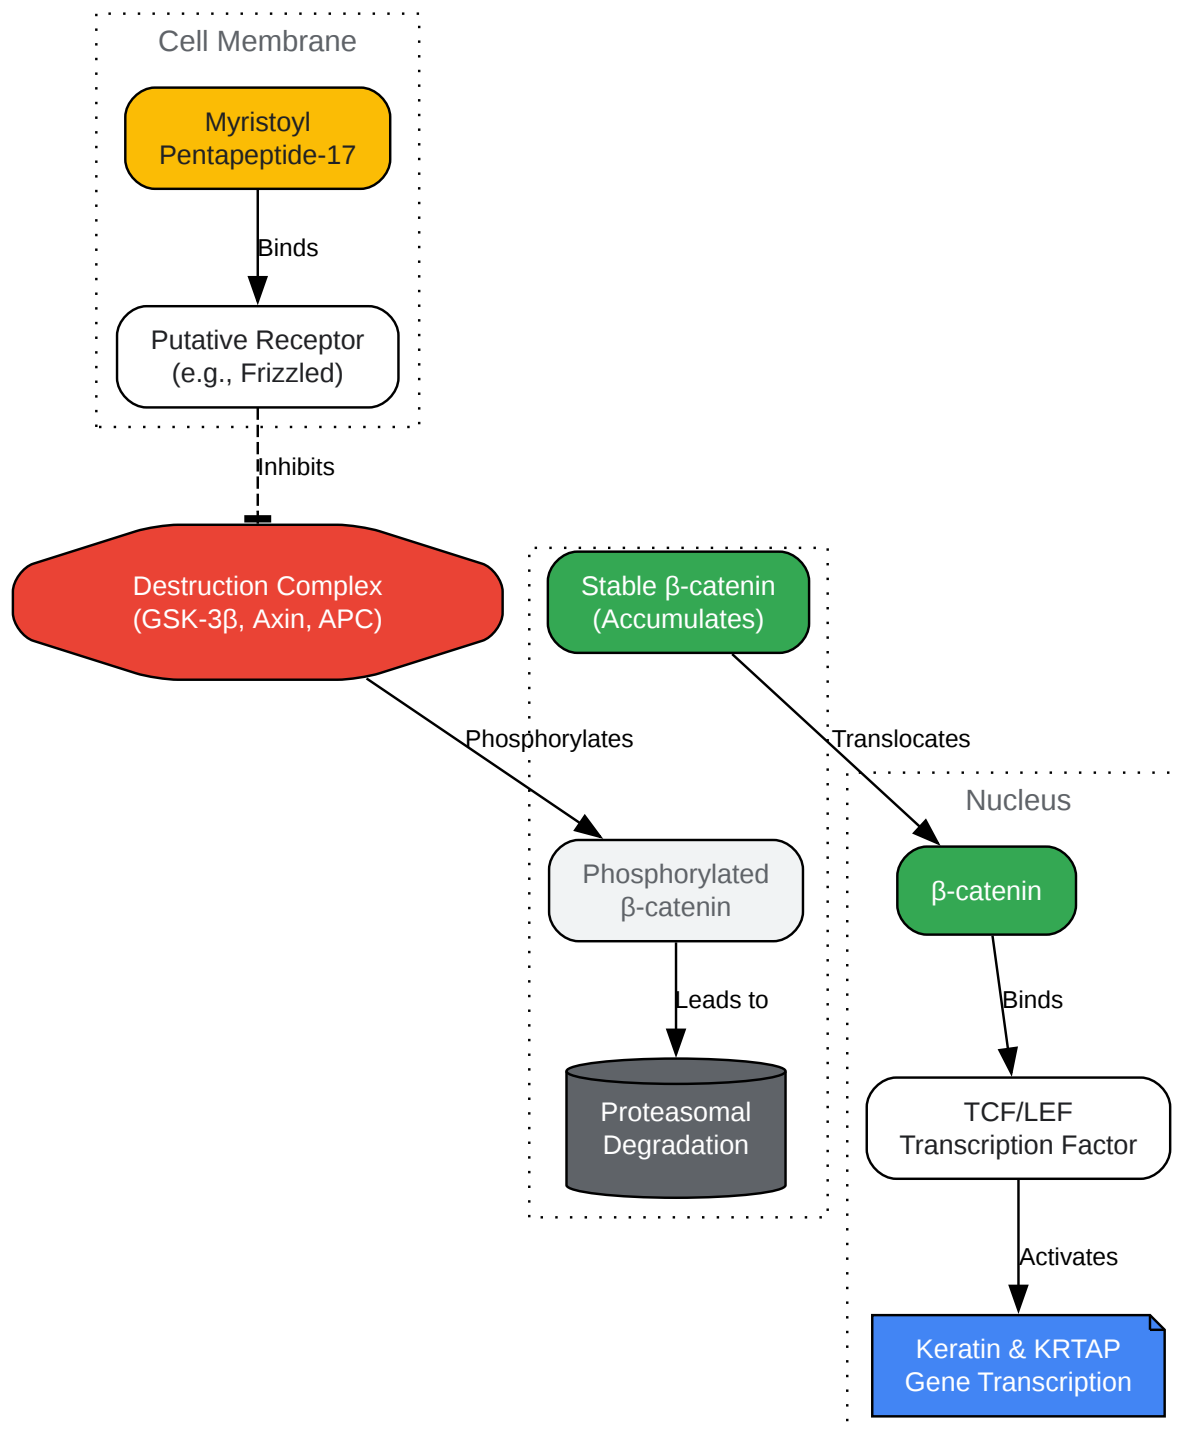 Cell Membrane
Myristoyl
Pentapeptide-17
Binds
Putative Receptor
(e.g., Frizzled)
Inhibits
Destruction Complex
(GSK-3β, Axin, APC)
Stable β-catenin
(Accumulates)
Phosphorylates
Translocates
Nucleus
Phosphorylated
β-catenin
β-catenin
Leads to
Binds
Proteasomal
Degradation
TCF/LEF
Transcription Factor
Activates
Keratin & KRTAP
Gene Transcription